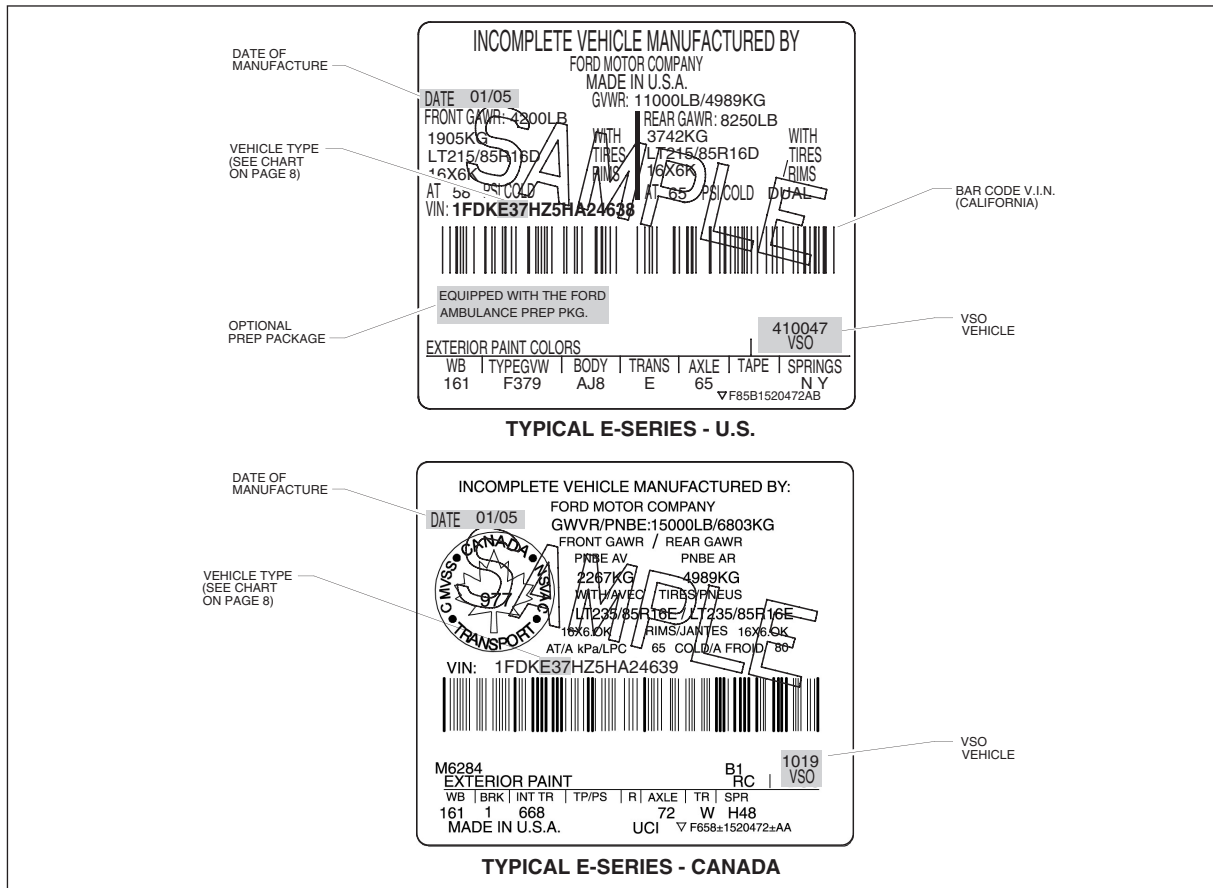 DATE OF
MANUFACTURE
VEHICLE TYPE
(SEE CHART
ON PAGE 8)
OPTIONAL
PREP PACKAGE
INCOMPLETE VEHICLE MANUFACTURED BY
FORD MOTOR COMPANY
MADE IN U.S.A.
DATE 01/05 GVWR: 11000LB/4989KG
FRONT GAWR: 4200LB REAR GAWR: 8250LB
1905KG WITH 3742KG WITH
LT215/85R16D TIRES LT215/85R16D TIRES
16X6K RIMS 16X6K /RIMS
AT 58 PSI/COLD AT 65 PSI/COLD DUAL
VIN: 1FDKE37HZ5HA24638
SAMPLE
EQUIPPED WITH THE FORD
AMBULANCE PREP PKG.
410047
VSO
EXTERIOR PAINT COLORS
WB TYPEGVW BODY TRANS AXLE TAPE SPRINGS
161 F379 AJ8 E 65 N Y
F85B1520472AB
BAR CODE V.I.N.
(CALIFORNIA)
VSO
VEHICLE
TYPICAL E-SERIES - U.S.
DATE OF
MANUFACTURE
VEHICLE TYPE
(SEE CHART
ON PAGE 8)
INCOMPLETE VEHICLE MANUFACTURED BY:
FORD MOTOR COMPANY
DATE 01/05 GWVR/PNBE:15000LB/6803KG
FRONT GAWR / REAR GAWR
PNBE AV PNBE AR
2267KG 4989KG
WITH/AVEC TIRES/PNEUS
LT235/85R16E / LT235/85R16E
16X6.OK RIMS/JANTES 16X6.OK
AT/A kPa/LPC 65 COLD/A FROID/ 80
CMVSS • CANADA • NSVAC • TRANSPORT •
977
SAMPLE
VIN: 1FDKE37HZ5HA24639
M6284 B1
EXTERIOR PAINT RC
1019
VSO
WB BRK INT TR TP/PS R AXLE TR SPR
161 1 668 72 W H48
MADE IN U.S.A. UCI F658±1520472±AA
VSO
VEHICLE
TYPICAL E-SERIES - CANADA